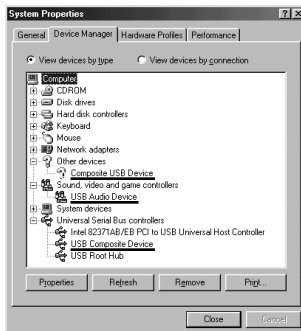 System Properties
General Device Manager Hardware Profiles Performance
View devices by type View devices by connection
Computer
CDROM
Disk drives
Hard disk controllers
Keyboard
Mouse
Network adapters
Other devices
Composite USB Device
Sound, video and game controllers
USB Audio Device
System devices
Universal Serial Bus controllers
Intel 82371AB/EB PCI to USB Universal Host Controller
USB Composite Device
USB Root Hub
Properties Refresh Remove Print...
Close Cancel